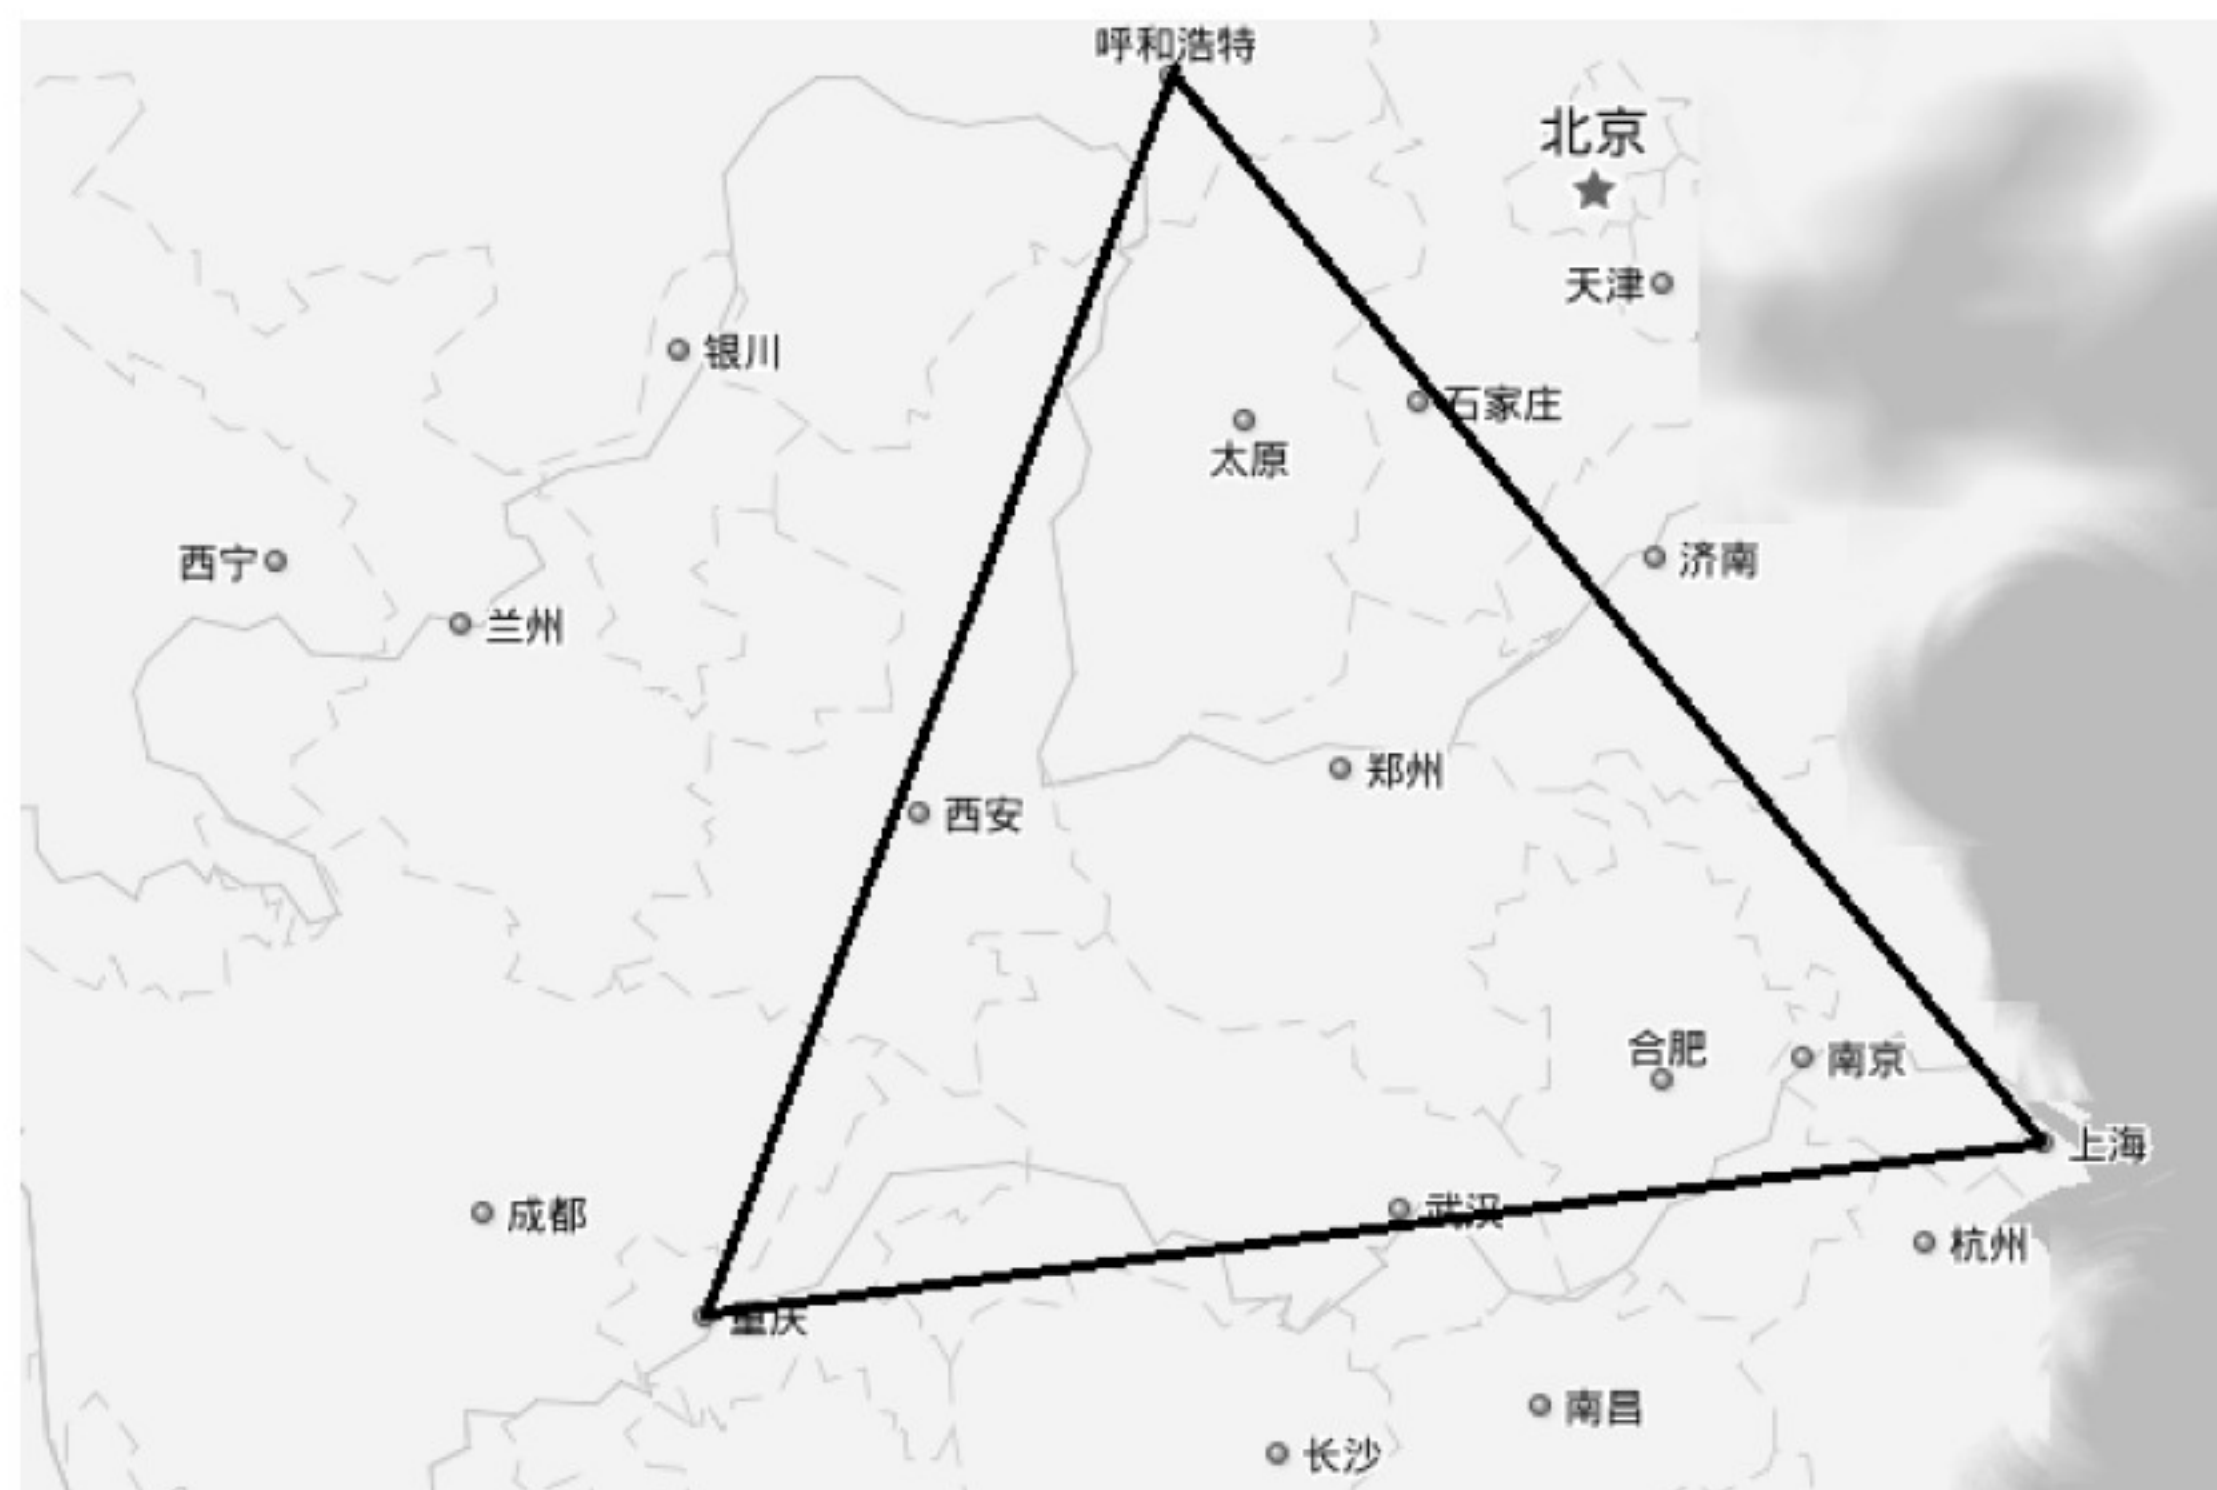 呼和浩特
北京
天津
银川
石家庄
太原
西宁
济南
兰州
郑州
西安
合肥
南京
上海
成都
武汉
杭州
重庆
南昌
长沙